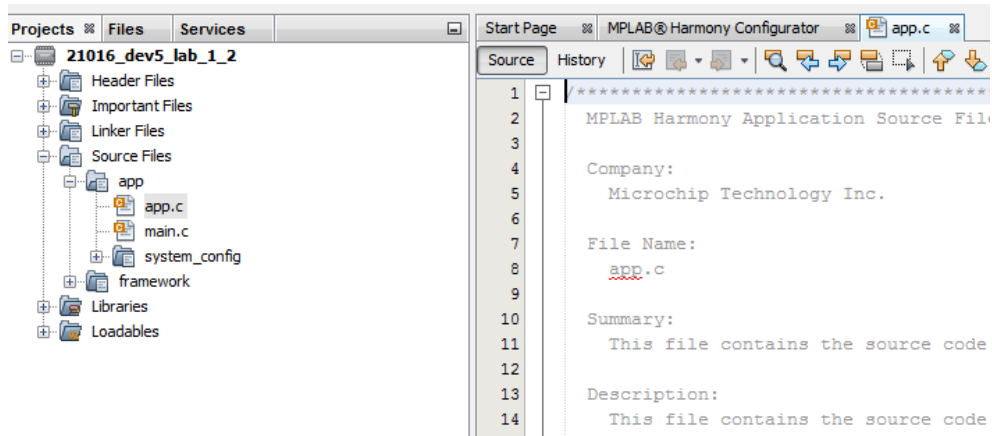 Projects Files Services
21016_dev5_lab_1_2
Header Files
Important Files
Linker Files
Source Files
app
app.c
main.c
system_config
framework
Libraries
Loadables
Start Page MPLAB® Harmony Configurator app.c
Source History
1 /**************************************
2 MPLAB Harmony Application Source File
3
4 Company:
5 Microchip Technology Inc.
6
7 File Name:
8 app.c
9
10 Summary:
11 This file contains the source code
12
13 Description:
14 This file contains the source code